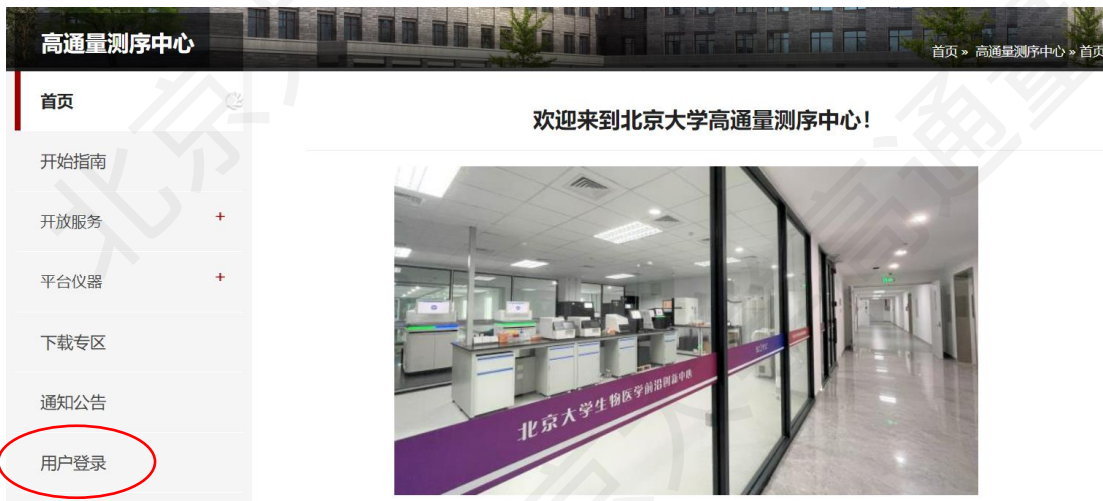 高通量测序中心
首页 » 高通量测序中心 » 首页
首页
欢迎来到北京大学高通量测序中心！
开始指南
开放服务 +
平台仪器 +
下载专区
通知公告
用户登录
北京大学生物医学前沿创新中心